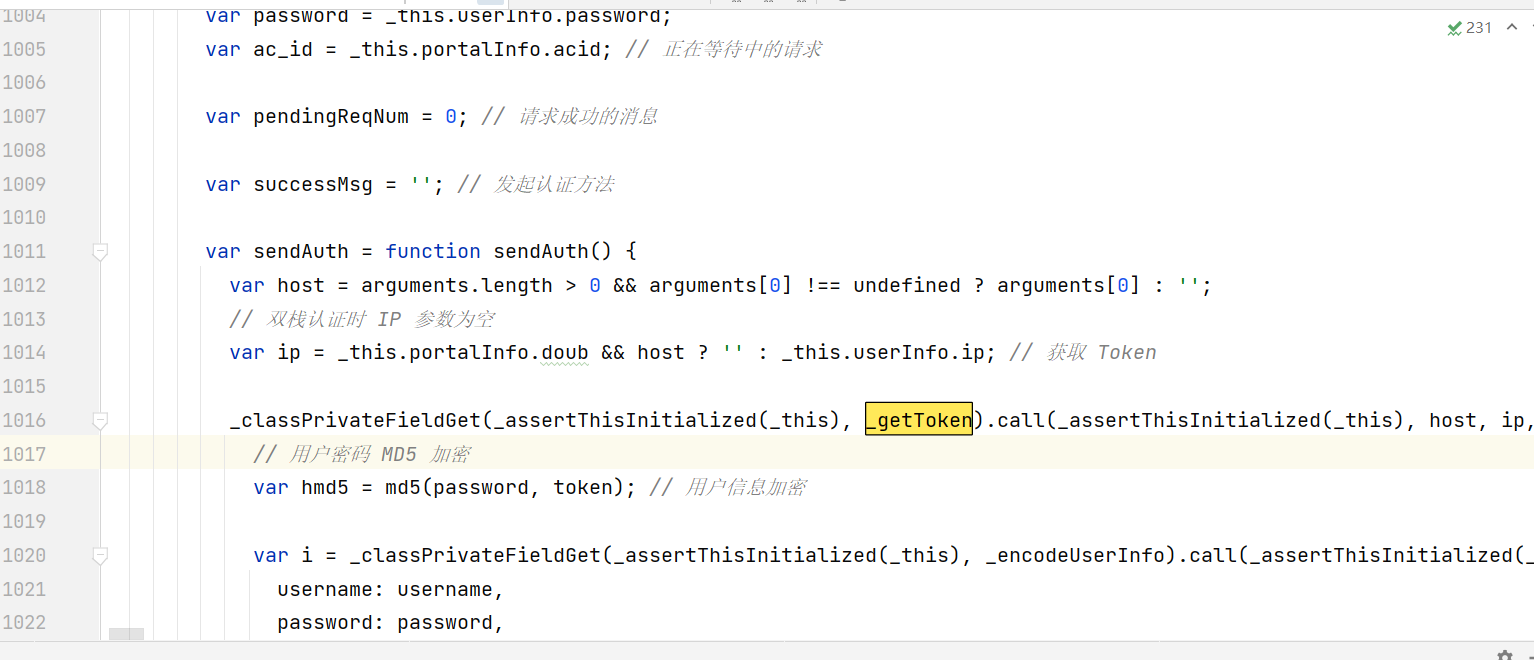 1004 var password = _this.userInfo.password;
231
1005 var ac_id = _this.portalInfo.acid; // 正在等待中的请求
1006
1007 var pendingReqNum = 0; // 请求成功的消息
1008
1009 var successMsg = ''; // 发起认证方法
1010
1011 var sendAuth = function sendAuth() {
1012 var host = arguments.length > 0 && arguments[0] !== undefined ? arguments[0] : '';
1013 // 双栈认证时 IP 参数为空
1014 var ip = _this.portalInfo.doub && host ? '' : _this.userInfo.ip; // 获取 Token
1015
1016 _classPrivateFieldGet(_assertThisInitialized(_this), _getToken).call(_assertThisInitialized(_this), host, ip,
1017 // 用户密码 MD5 加密
1018 var hmd5 = md5(password, token); // 用户信息加密
1019
1020 var i = _classPrivateFieldGet(_assertThisInitialized(_this), _encodeUserInfo).call(_assertThisInitialized(_
1021 username: username,
1022 password: password,